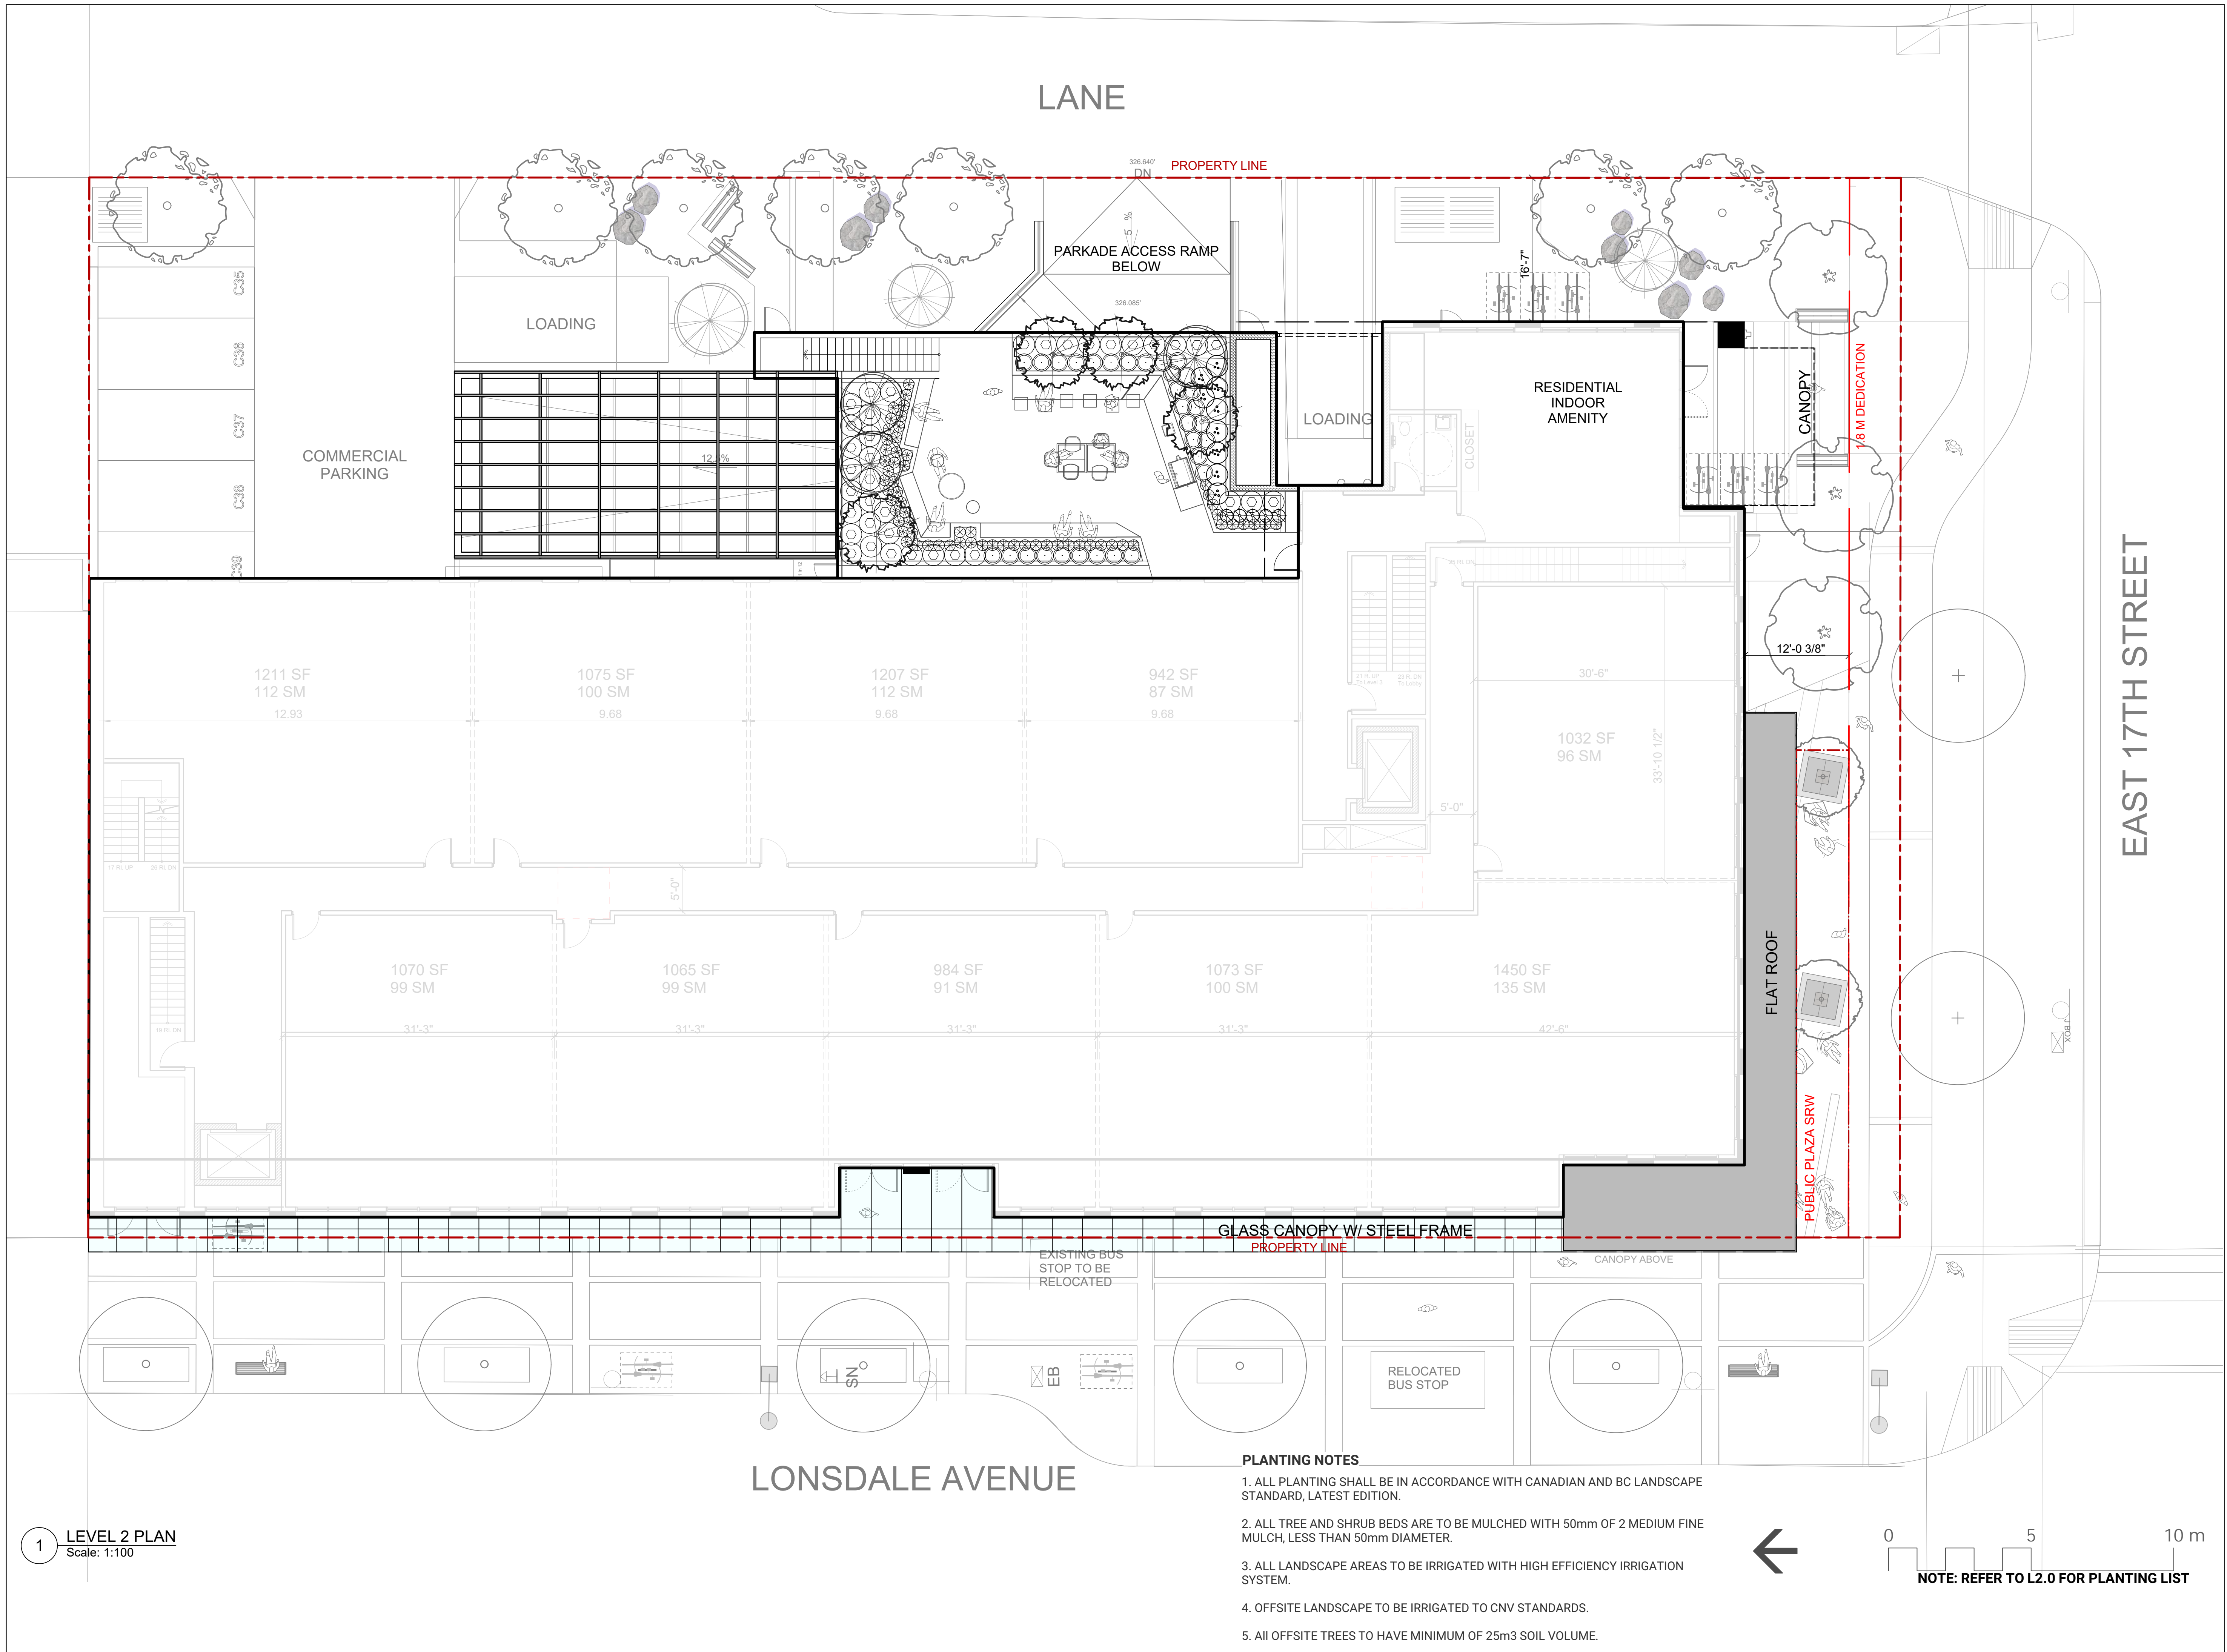 LANE
326.640'
DN
PROPERTY LINE
5 %
PARKADE ACCESS RAMP
BELOW
326.085'
16'-7"
C35
C36
C37
C38
C39
LOADING
COMMERCIAL
PARKING
LOADING
CLOSET
RESIDENTIAL
INDOOR
AMENITY
CANOPY
1.8 M DEDICATION
EAST 17TH STREET
1211 SF
112 SM
12.93
1075 SF
100 SM
9.68
1207 SF
112 SM
9.68
942 SF
87 SM
9.68
30'-6"
12'-0 3/8"
1032 SF
96 SM
33'-10 1/2"
5'-0"
17 RI. UP
5'-0"
1070 SF
99 SM
31'-3"
1065 SF
99 SM
31'-3"
984 SF
91 SM
31'-3"
1073 SF
100 SM
31'-3"
1450 SF
135 SM
42'-6"
FLAT ROOF
J BOX
PUBLIC PLAZA SRW
GLASS CANOPY W/ STEEL FRAME
PROPERTY LINE
EXISTING BUS
STOP TO BE
RELOCATED
CANOPY ABOVE
SN
EB
RELOCATED
BUS STOP
LONSDALE AVENUE
1
LEVEL 2 PLAN
Scale: 1:100
PLANTING NOTES
1. ALL PLANTING SHALL BE IN ACCORDANCE WITH CANADIAN AND BC LANDSCAPE
STANDARD, LATEST EDITION.
2. ALL TREE AND SHRUB BEDS ARE TO BE MULCHED WITH 50mm OF 2 MEDIUM FINE
MULCH, LESS THAN 50mm DIAMETER.
3. ALL LANDSCAPE AREAS TO BE IRRIGATED WITH HIGH EFFICIENCY IRRIGATION
SYSTEM.
4. OFFSITE LANDSCAPE TO BE IRRIGATED TO CNV STANDARDS.
5. All OFFSITE TREES TO HAVE MINIMUM OF 25m3 SOIL VOLUME.
0 5 10 m
NOTE: REFER TO L2.0 FOR PLANTING LIST